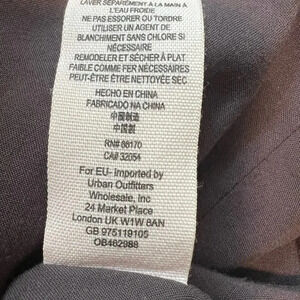 LAVER SÉPARÉMENT À LA MAIN À
L'EAU FROIDE
NE PAS ESSORER OU TORDRE
UTILISER UN AGENT DE
BLANCHIMENT SANS CHLORE SI
NÉCESSAIRE
REMODELER ET SÉCHER À PLAT
FAIBLE COMME FER NÉCESSAIRES
PEUT-ÊTRE ÊTRE NETTOYÉE SEC
HECHO EN CHINA
FABRICADO NA CHINA
中国制造
中国製
RN# 66170
CA# 32054
For EU- imported by
Urban Outfitters
Wholesale, Inc
24 Market Place
London UK W1W 8AN
GB 975119105
OB462988